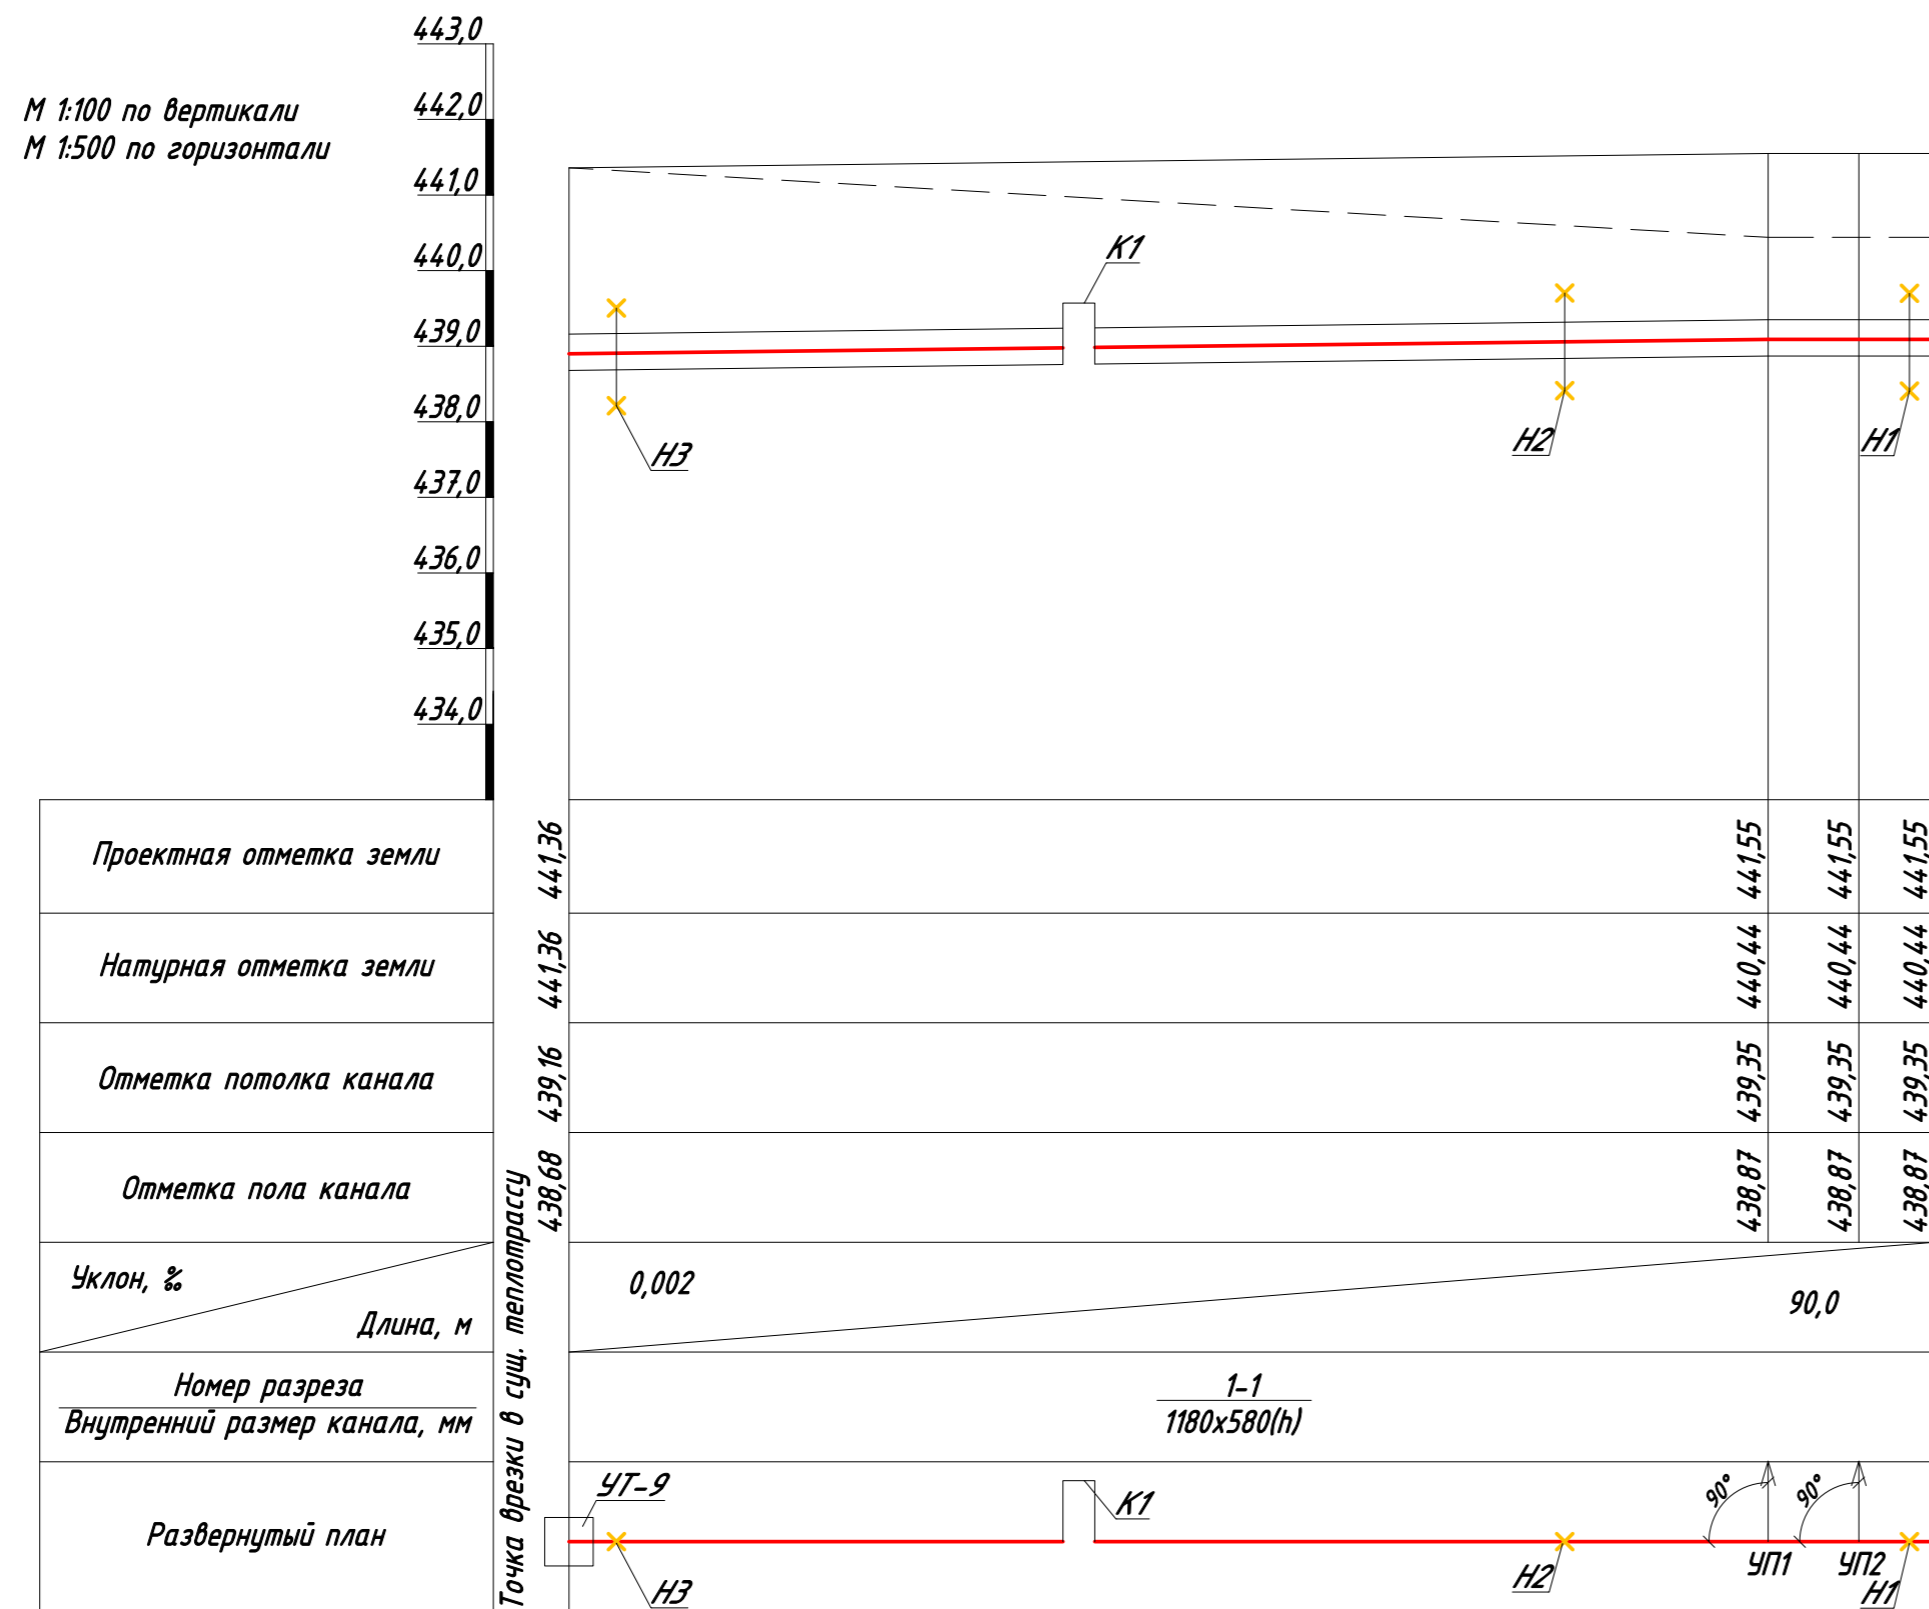 443,0
М 1:100 по вертикали
442,0
М 1:500 по горизонтали
441,0
440,0
К1
439,0
438,0
Н3
Н2
Н1
437,0
436,0
435,0
434,0
Проектная отметка земли
441,36
441,55
441,55
441,55
Натурная отметка земли
441,36
440,44
440,44
440,44
Отметка потолка канала
439,16
439,35
439,35
439,35
Отметка пола канала
438,68
438,87
438,87
438,87
Точка врезки в сущ. теплотрассу
Уклон, ‰
Длина, м
0,002
90,0
Номер разреза
Внутренний размер канала, мм
1-1
1180х580(h)
Развернутый план
УТ-9
К1
90°
90°
Н3
Н2
УП1
УП2
Н1